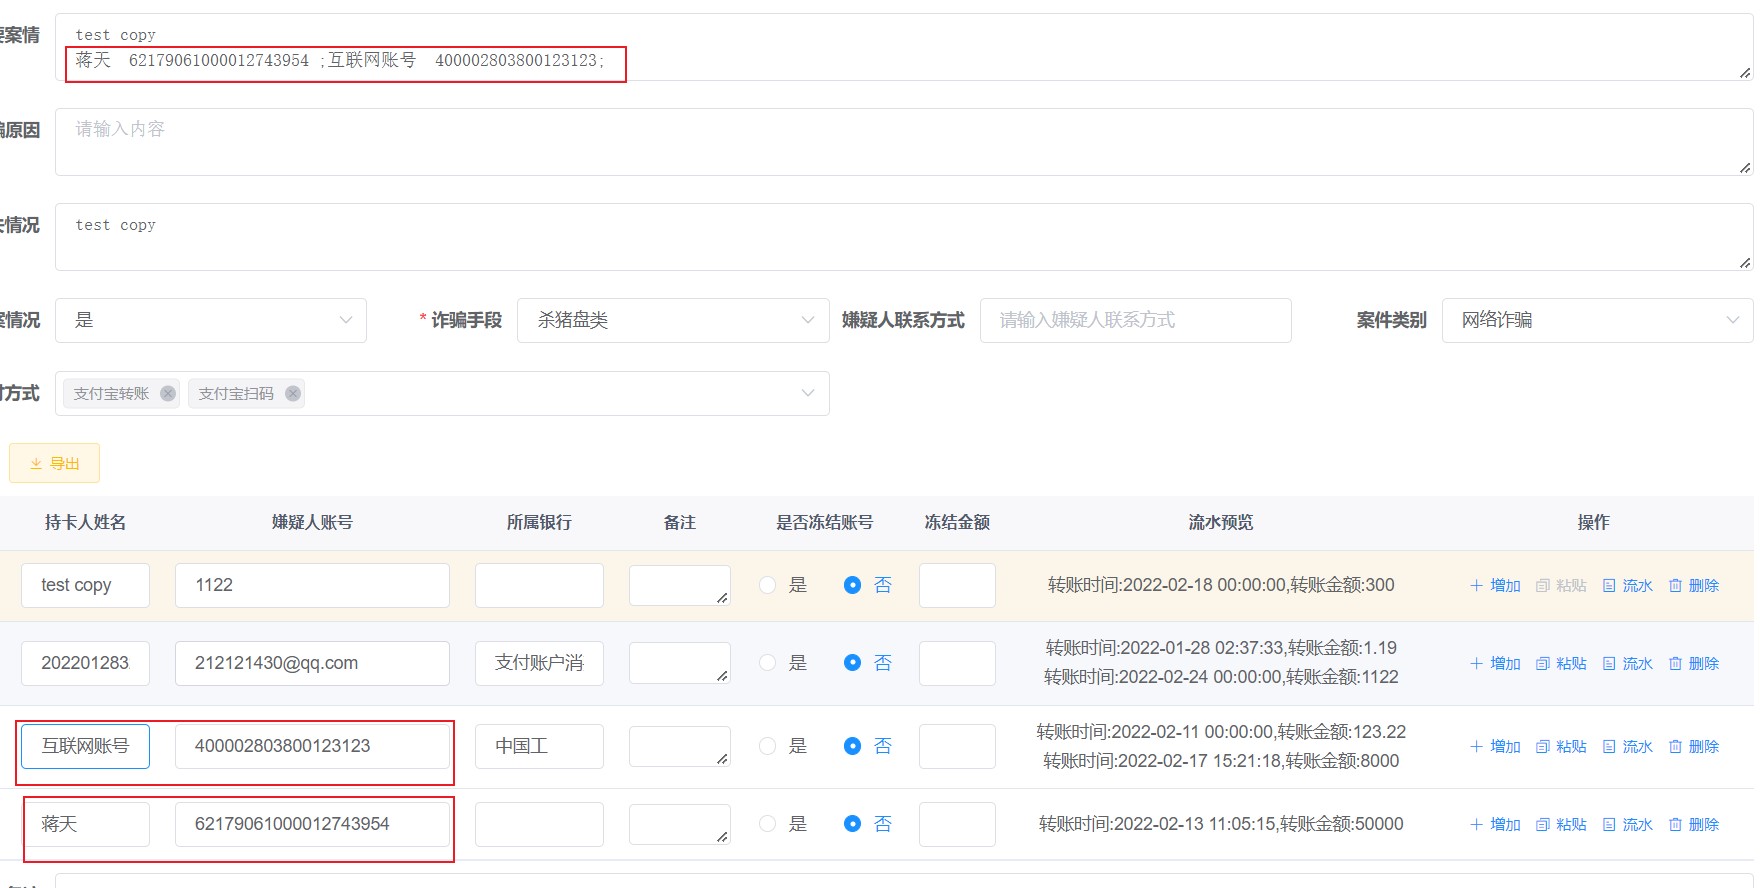 要案情
test copy
蒋天 62179061000012743954 ;互联网账号 400002803800123123;
骗原因
请输入内容
情况
test copy
案情况 是 * 诈骗手段 杀猪盘类 嫌疑人联系方式 请输入嫌疑人联系方式 案件类别 网络诈骗
付方式 支付宝转账 支付宝扫码
导出
持卡人姓名 嫌疑人账号 所属银行 备注 是否冻结账号 冻结金额 流水预览 操作
test copy 1122 是 否 转账时间:2022-02-18 00:00:00,转账金额:300 增加 粘贴 流水 删除
202201283 212121430@qq.com 支付账户消 是 否 转账时间:2022-01-28 02:37:33,转账金额:1.19 增加 粘贴 流水 删除
转账时间:2022-02-24 00:00:00,转账金额:1122
互联网账号 400002803800123123 中国工 是 否 转账时间:2022-02-11 00:00:00,转账金额:123.22 增加 粘贴 流水 删除
转账时间:2022-02-17 15:21:18,转账金额:8000
蒋天 62179061000012743954 是 否 转账时间:2022-02-13 11:05:15,转账金额:50000 增加 粘贴 流水 删除